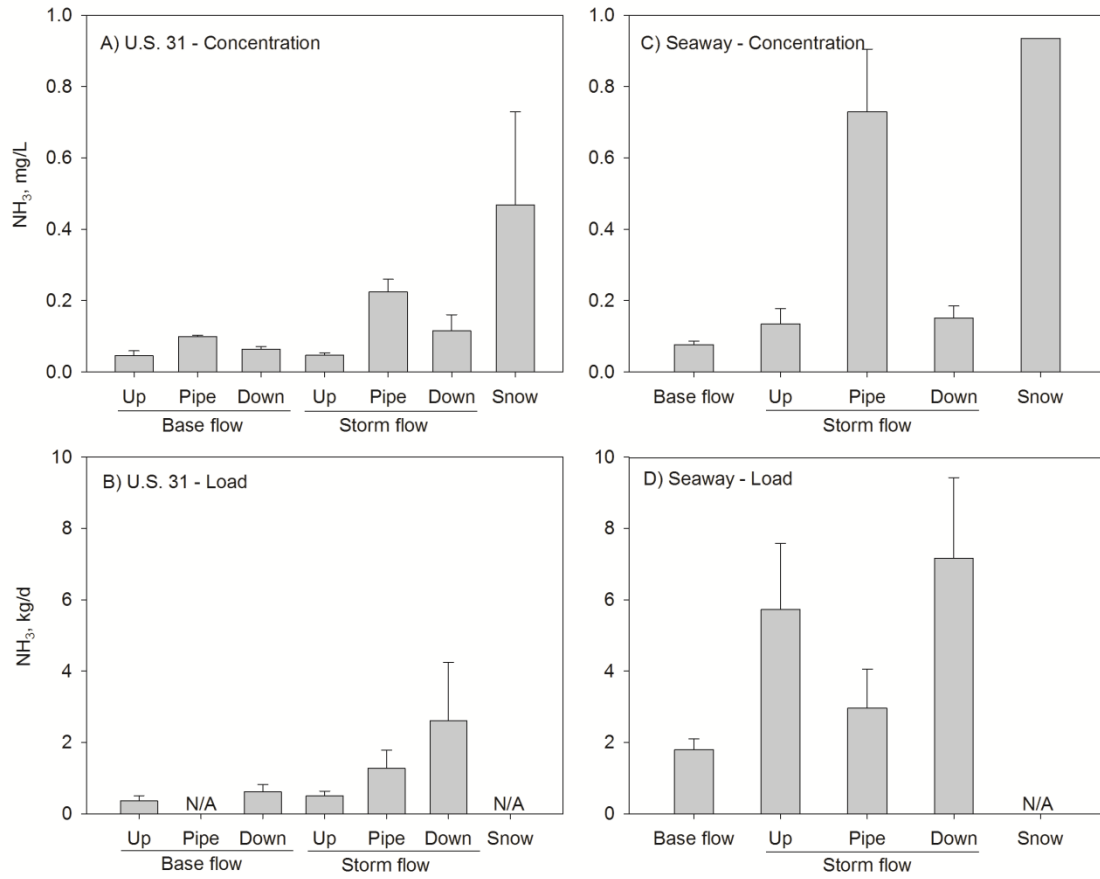 A) U.S. 31 - Concentration
NH₃, mg/L
1.0
0.8
0.6
0.4
0.2
0.0
Up Pipe Down Up Pipe Down Snow
Base flow Storm flow
C) Seaway - Concentration
1.0
0.8
0.6
0.4
0.2
0.0
Base flow Up Pipe Down Snow
Storm flow
B) U.S. 31 - Load
NH₃, kg/d
10
8
6
4
2
0
N/A N/A
Up Pipe Down Up Pipe Down Snow
Base flow Storm flow
D) Seaway - Load
10
8
6
4
2
0
N/A
Base flow Up Pipe Down Snow
Storm flow